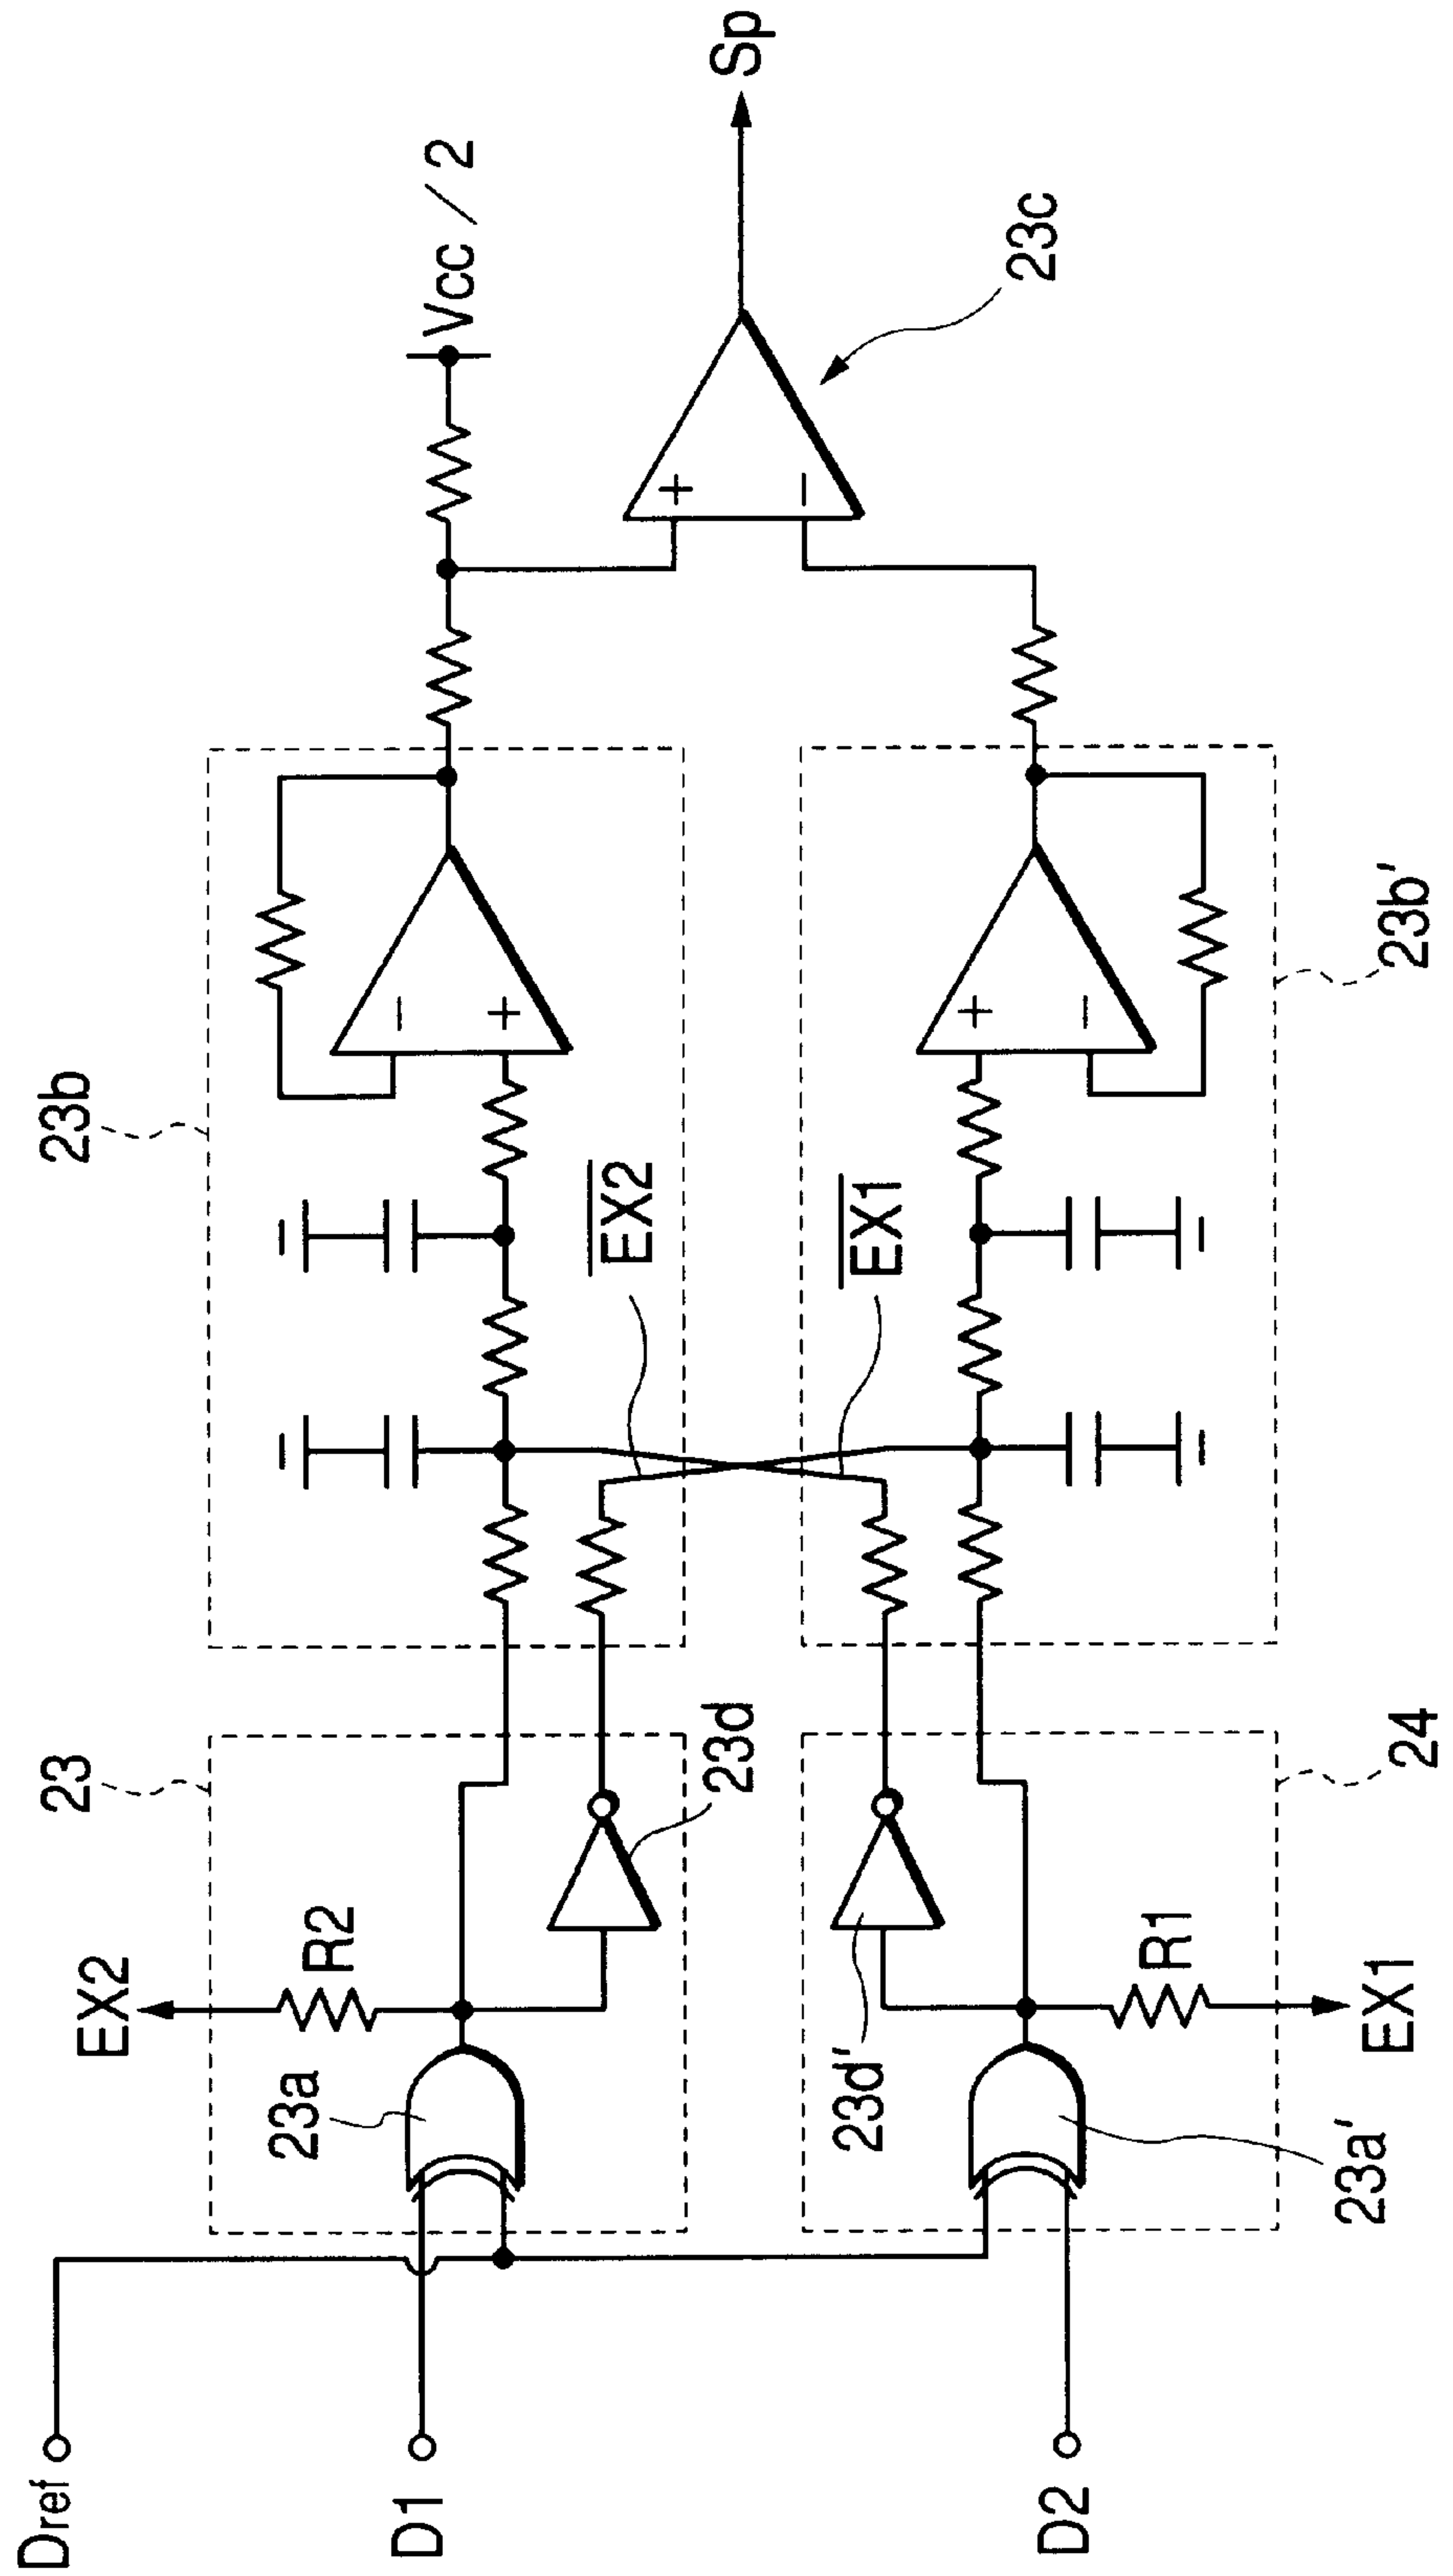 Dref
D1
D2
23
EX2
R2
23a
23d
23d′
R1
EX1
23a′
24
23b
EX2
EX1
23b′
Vcc / 2
Sp
23c
+
−
−
+
+
−